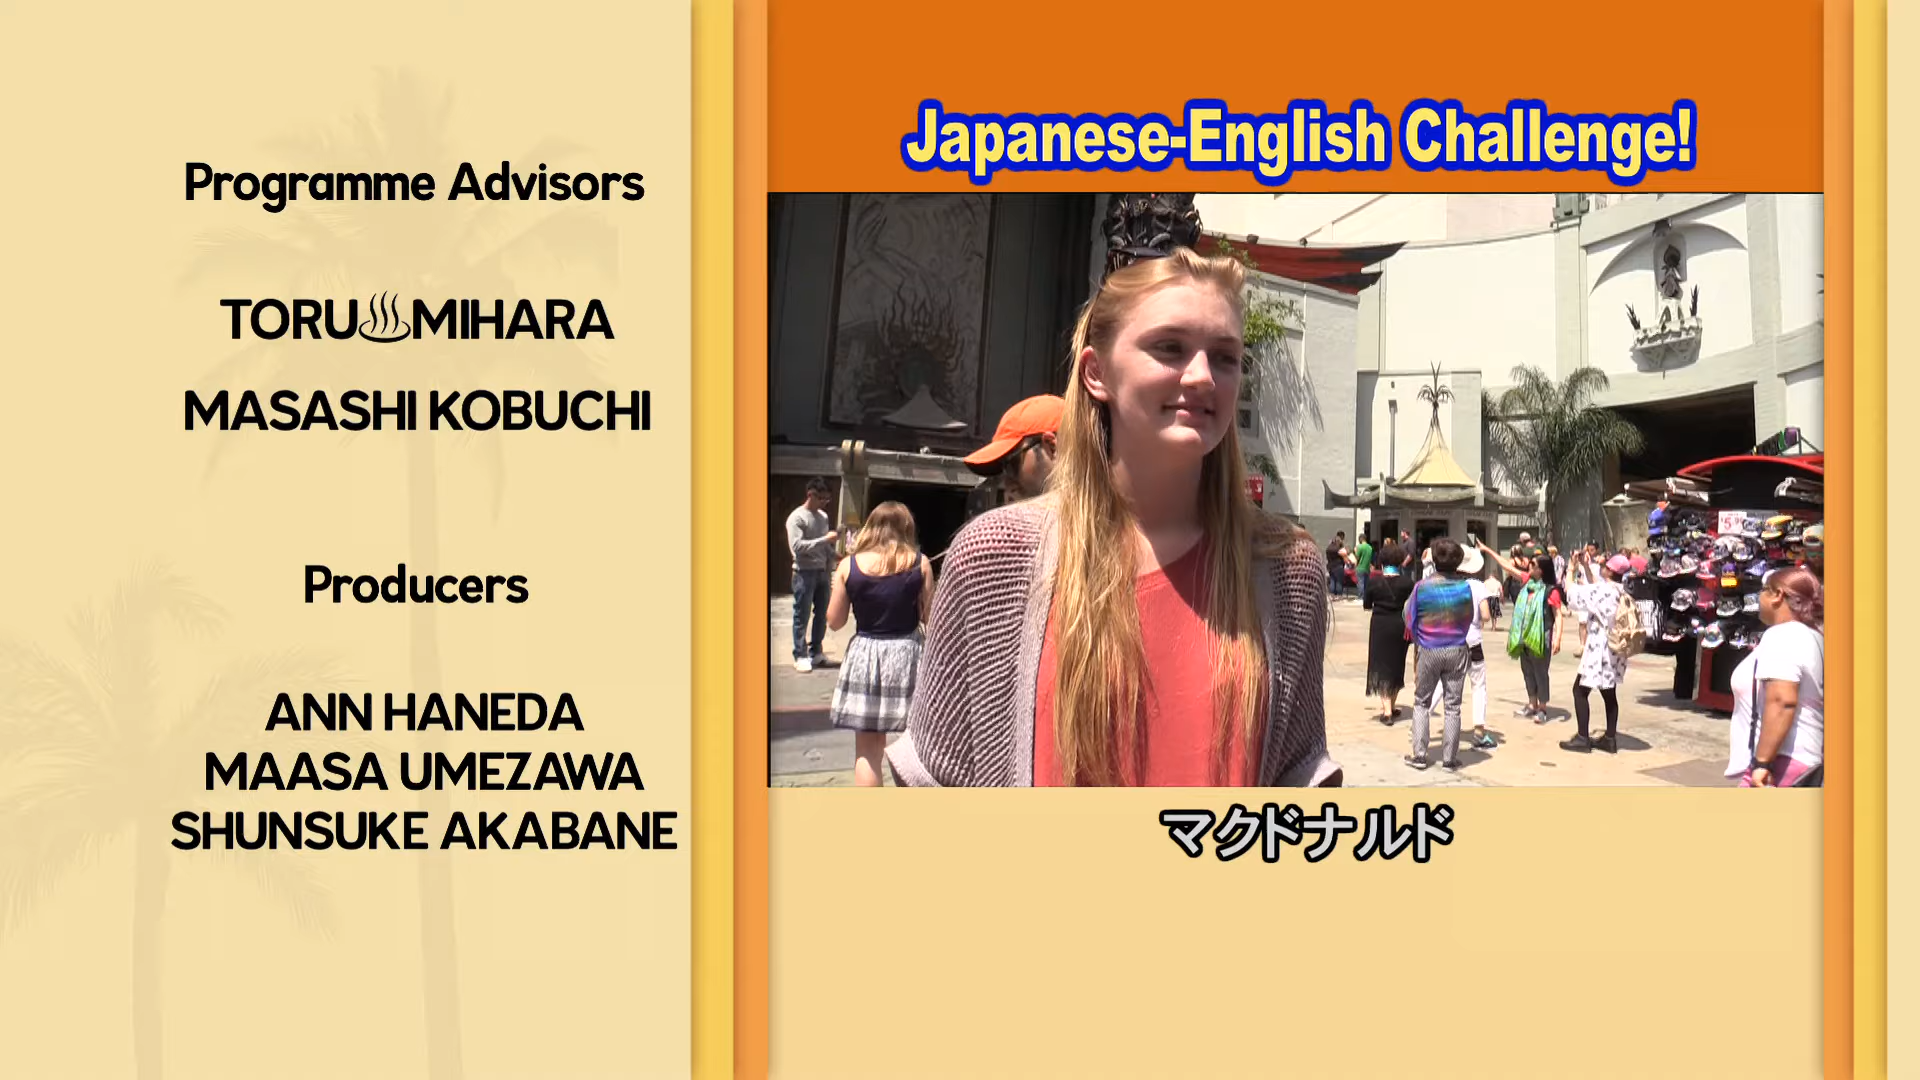 Programme Advisors
TORU♨MIHARA
MASASHI KOBUCHI
Producers
ANN HANEDA
MAASA UMEZAWA
SHUNSUKE AKABANE
Japanese-English Challenge!
マクドナルド